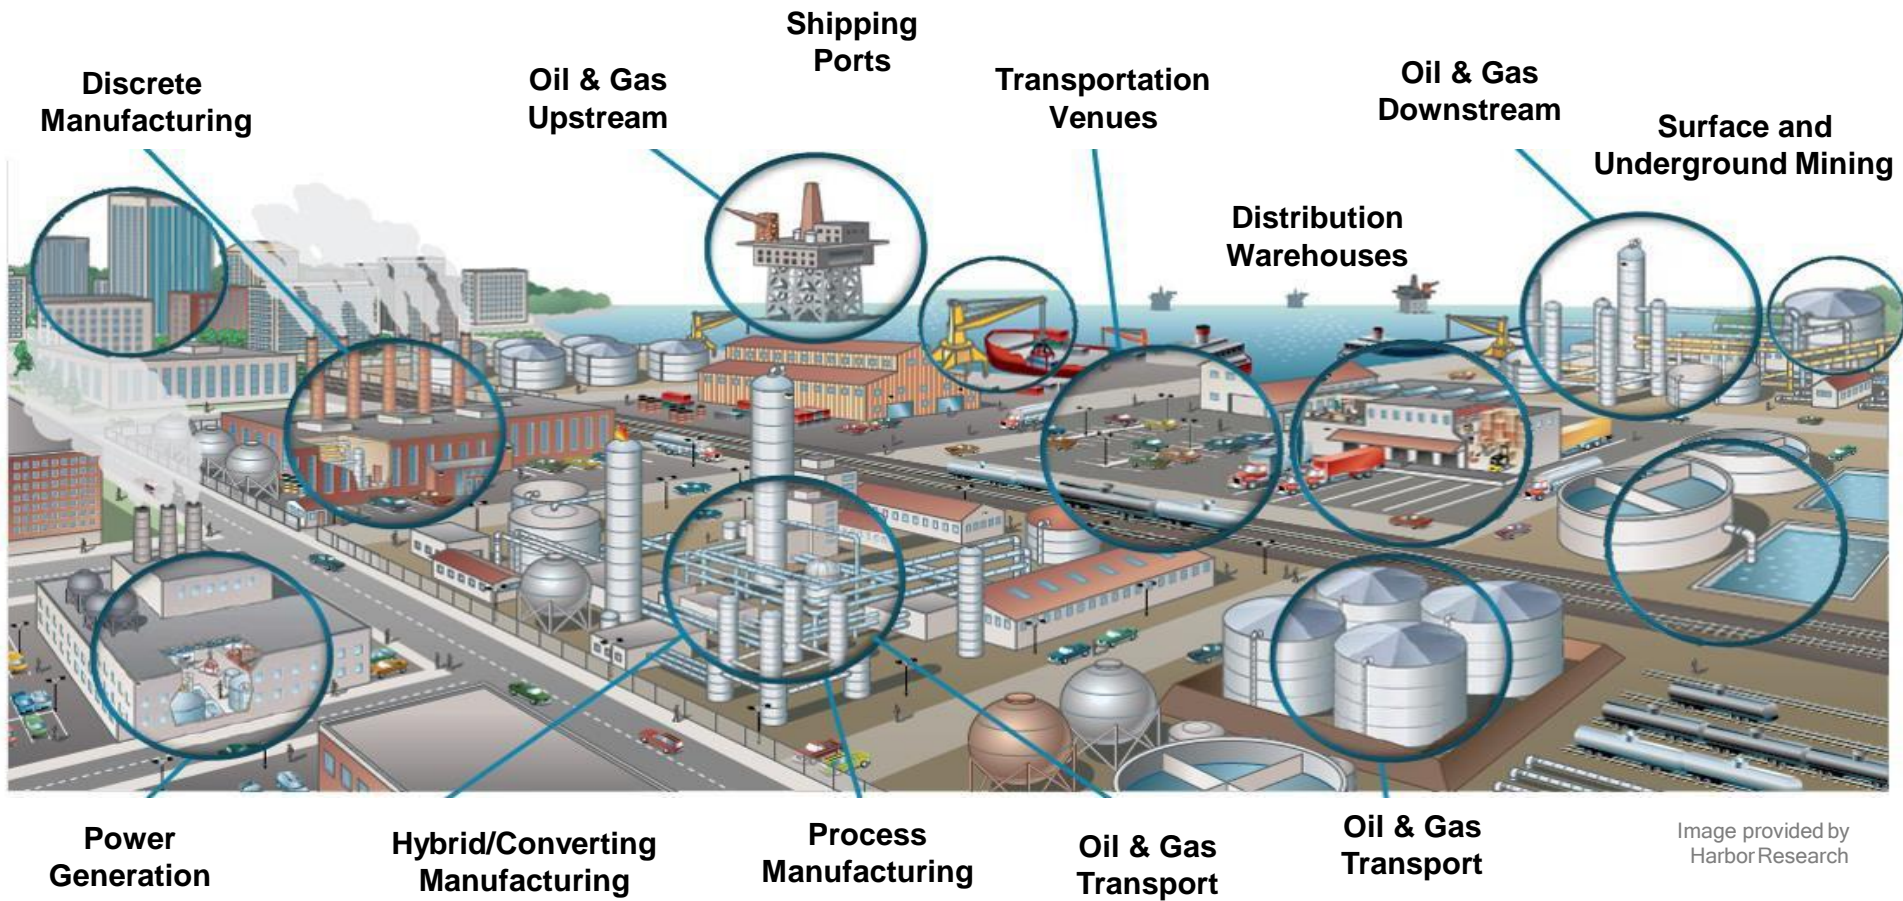 Shipping
Ports
Discrete
Manufacturing
Oil & Gas
Upstream
Transportation
Venues
Oil & Gas
Downstream
Surface and
Underground Mining
Distribution
Warehouses
Power
Generation
Hybrid/Converting
Manufacturing
Process
Manufacturing
Oil & Gas
Transport
Oil & Gas
Transport
Image provided by
Harbor Research